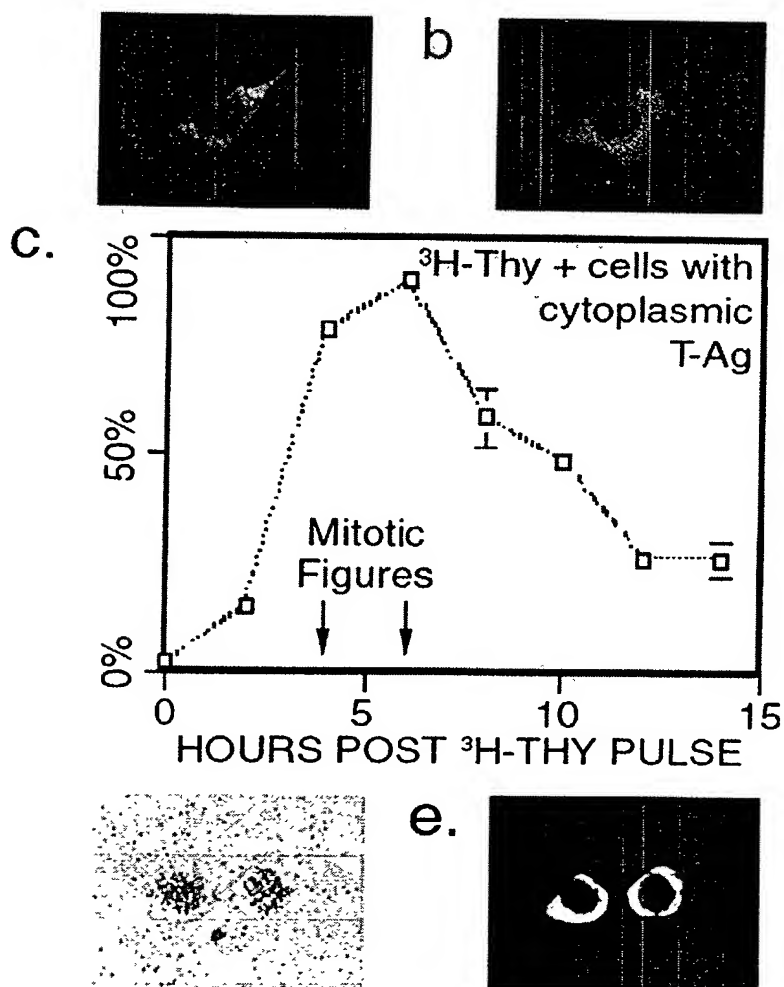 b
c.
³H-Thy + cells with
cytoplasmic
T-Ag
100%
50%
0%
Mitotic
Figures
0 5 10 15
HOURS POST ³H-THY PULSE
e.